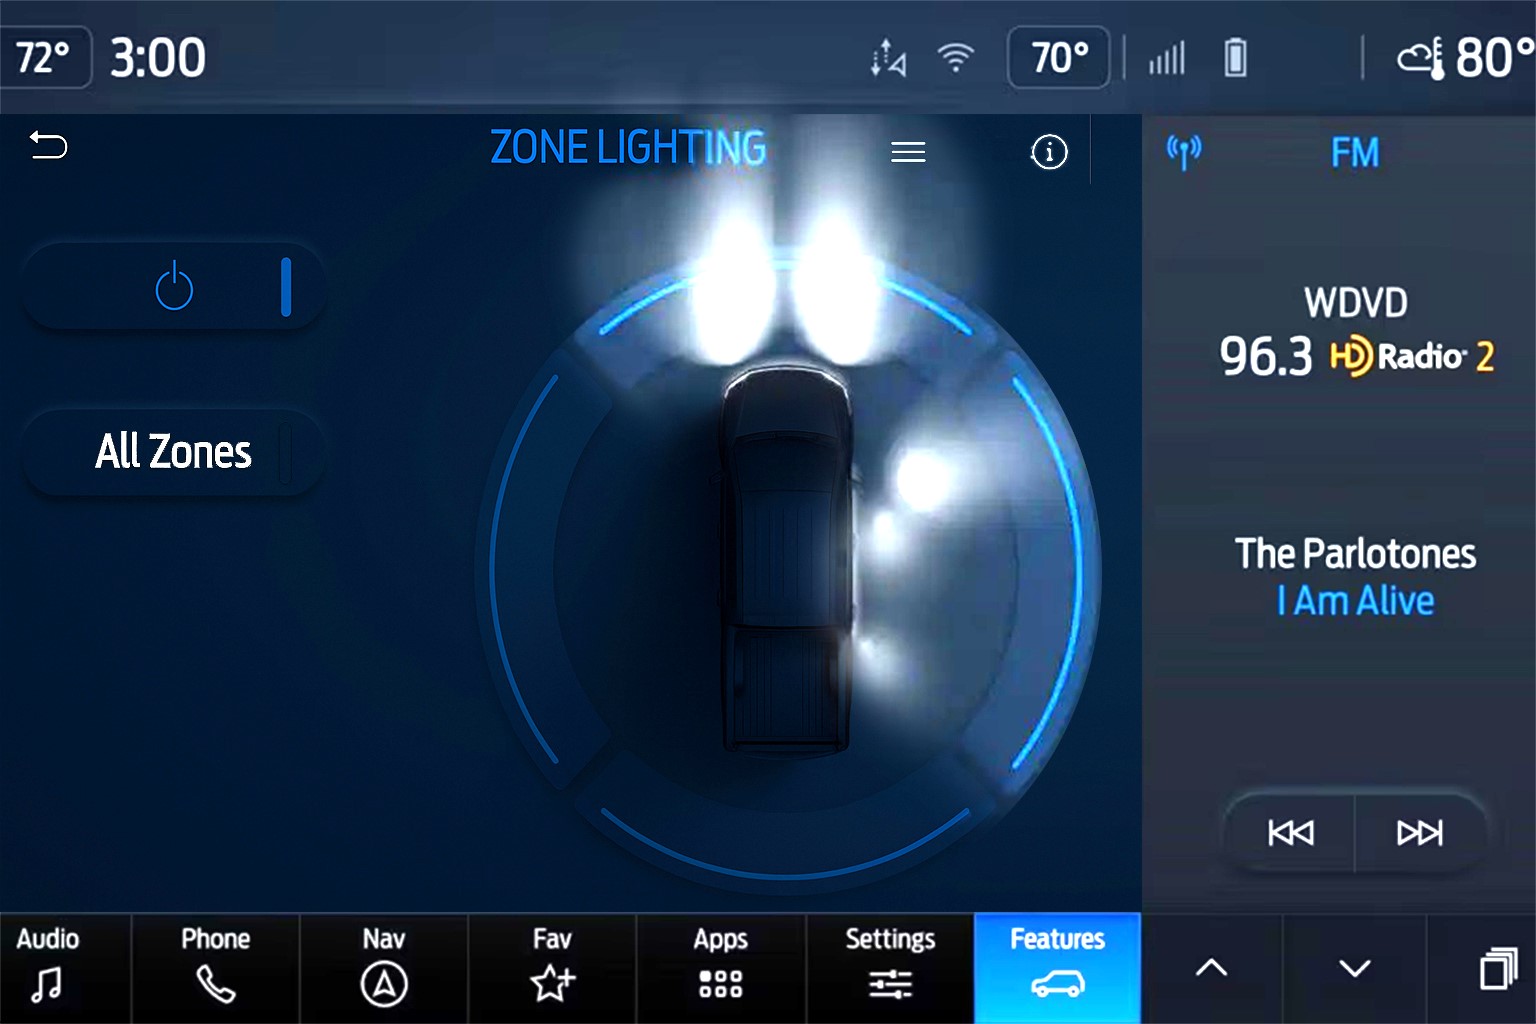 72° 3:00 70° 80°
ZONE LIGHTING
FM
WDVD
96.3 HD Radio 2
All Zones
The Parlotones
I Am Alive
Audio Phone Nav Fav Apps Settings Features